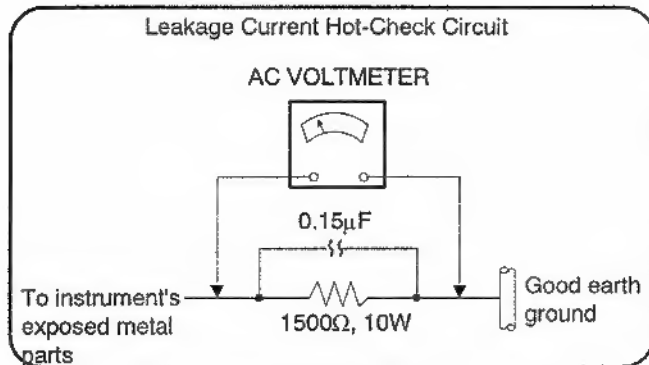 Leakage Current Hot-Check Circuit
AC VOLTMETER
0.15µF
To instrument's
exposed metal
parts
1500Ω, 10W
Good earth
ground